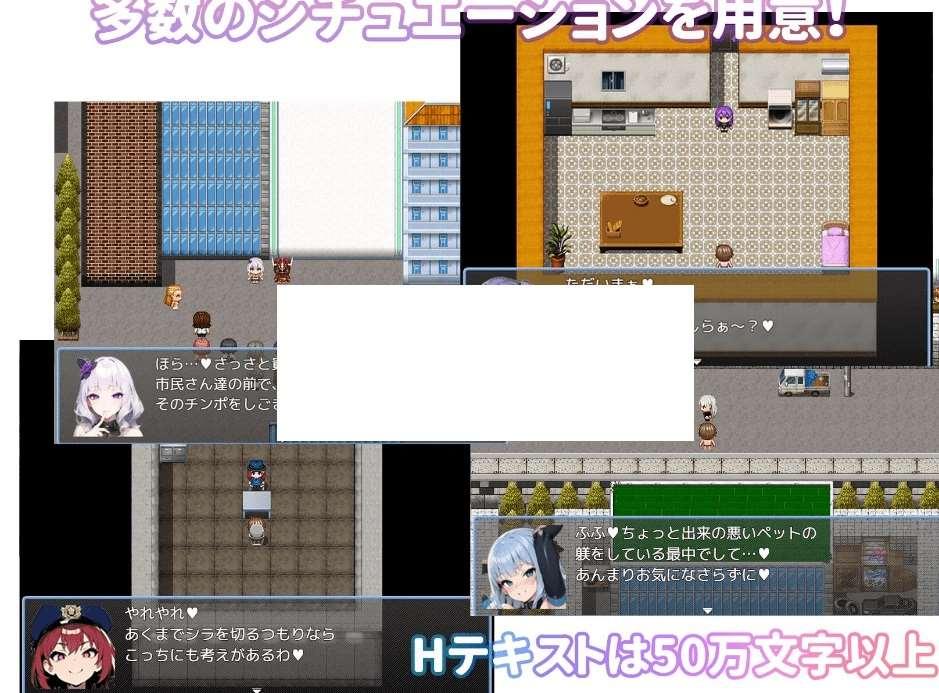 多数のシチュエーションを用意!
ただいまぁ♥
らぁ〜?♥
ほら…♥さっさと
市民さん達の前で、
そのチンポをしご
ふふ♥ちょっと出来の悪いペットの
躾をしている最中でして…♥
あんまりお気になさらずに♥
やれやれ♥
あくまでシラを切るつもりなら
こっちにも考えがあるわ♥
Hテキストは50万文字以上